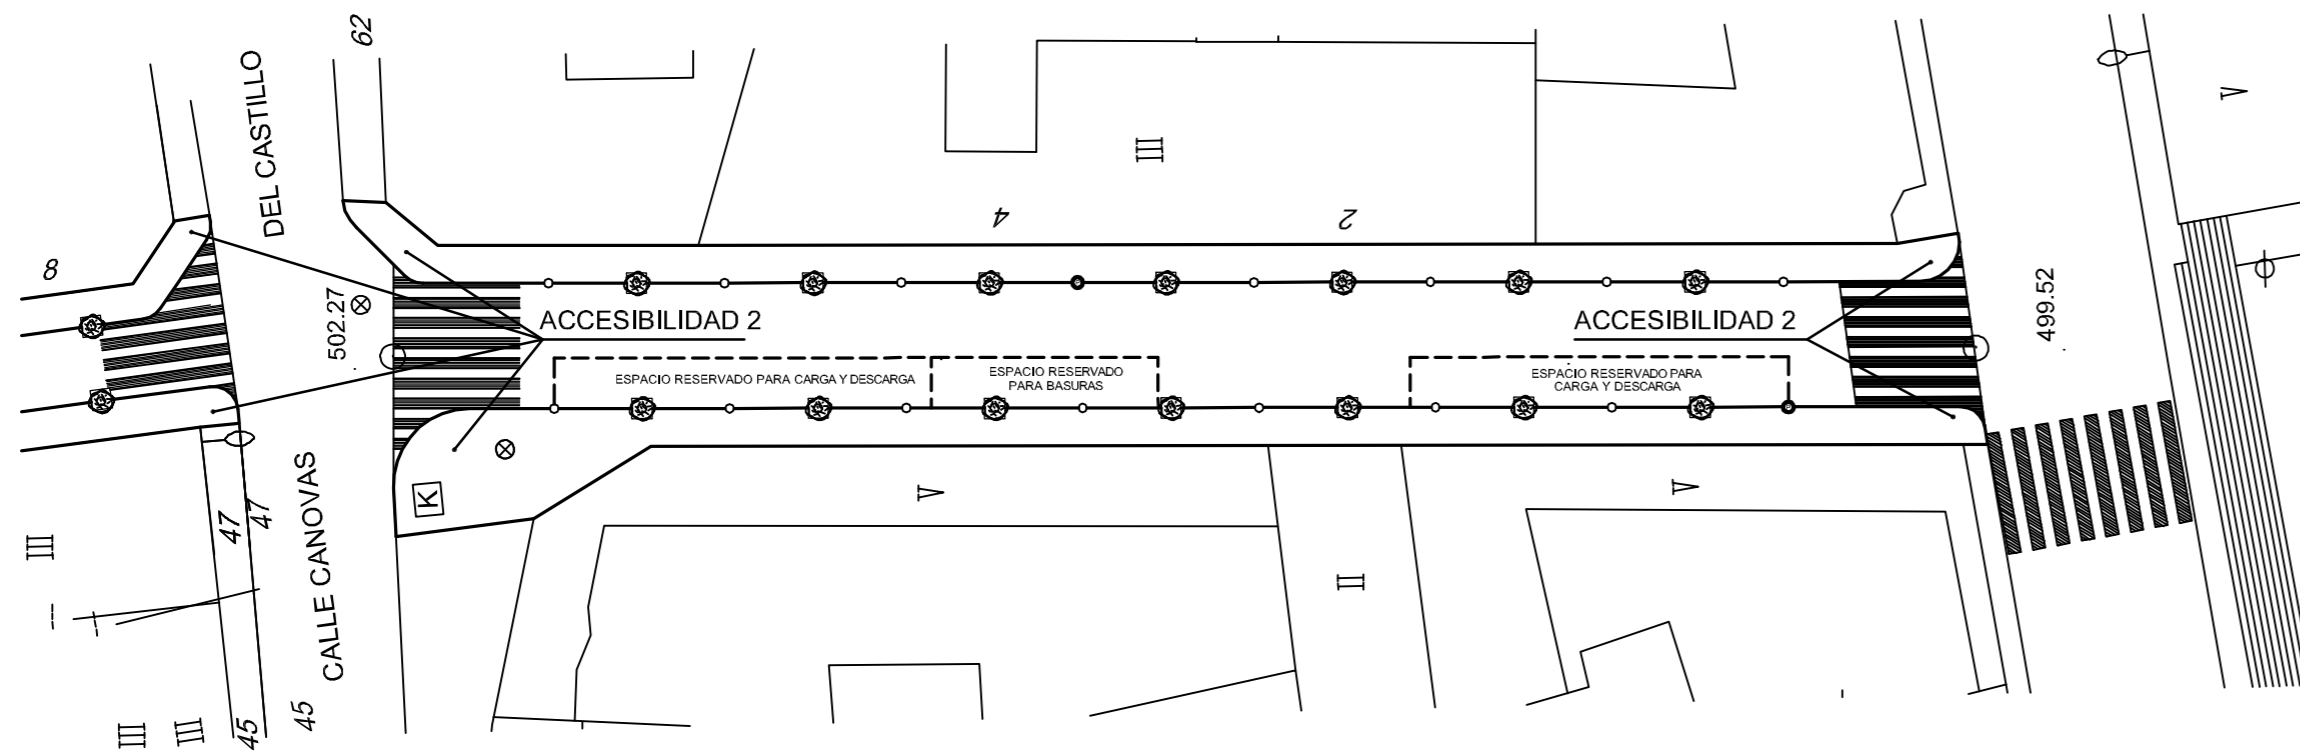 62
DEL CASTILLO
8
502.27
III
4
2
V
499.52
ACCESIBILIDAD 2
ACCESIBILIDAD 2
ESPACIO RESERVADO PARA CARGA Y DESCARGA
ESPACIO RESERVADO
PARA BASURAS
ESPACIO RESERVADO PARA
CARGA Y DESCARGA
K
V
V
47
47
CALLE CANOVAS
III
II
45
45
III
III